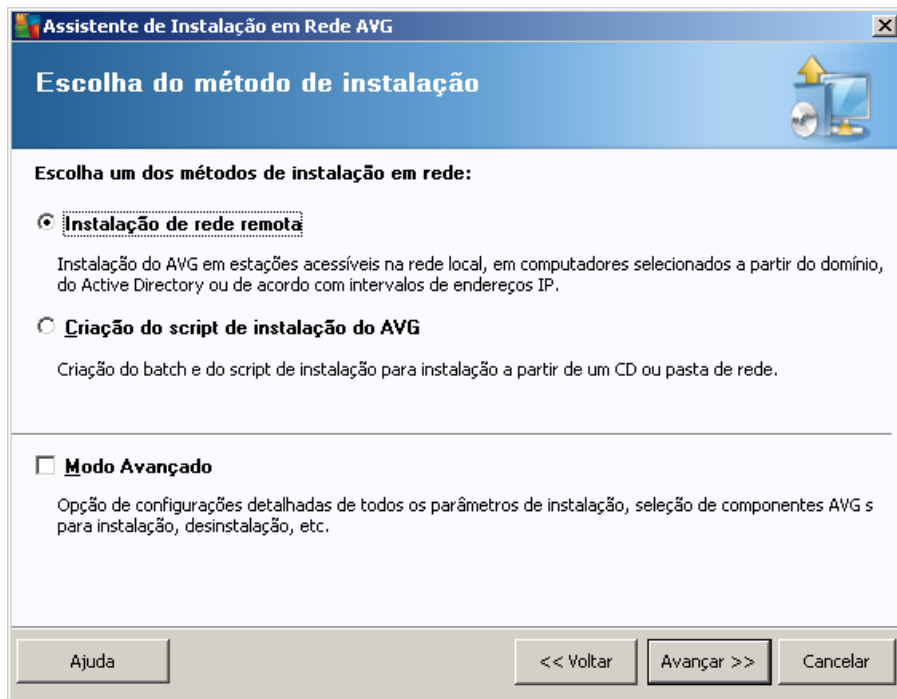 Assistente de Instalação em Rede AVG
Escolha do método de instalação
Escolha um dos métodos de instalação em rede:
Instalação de rede remota
Instalação do AVG em estações acessíveis na rede local, em computadores selecionados a partir do domínio,
do Active Directory ou de acordo com intervalos de endereços IP.
Criação do script de instalação do AVG
Criação do batch e do script de instalação para instalação a partir de um CD ou pasta de rede.
Modo Avançado
Opção de configurações detalhadas de todos os parâmetros de instalação, seleção de componentes AVG s
para instalação, desinstalação, etc.
Ajuda
<< Voltar
Avançar >>
Cancelar